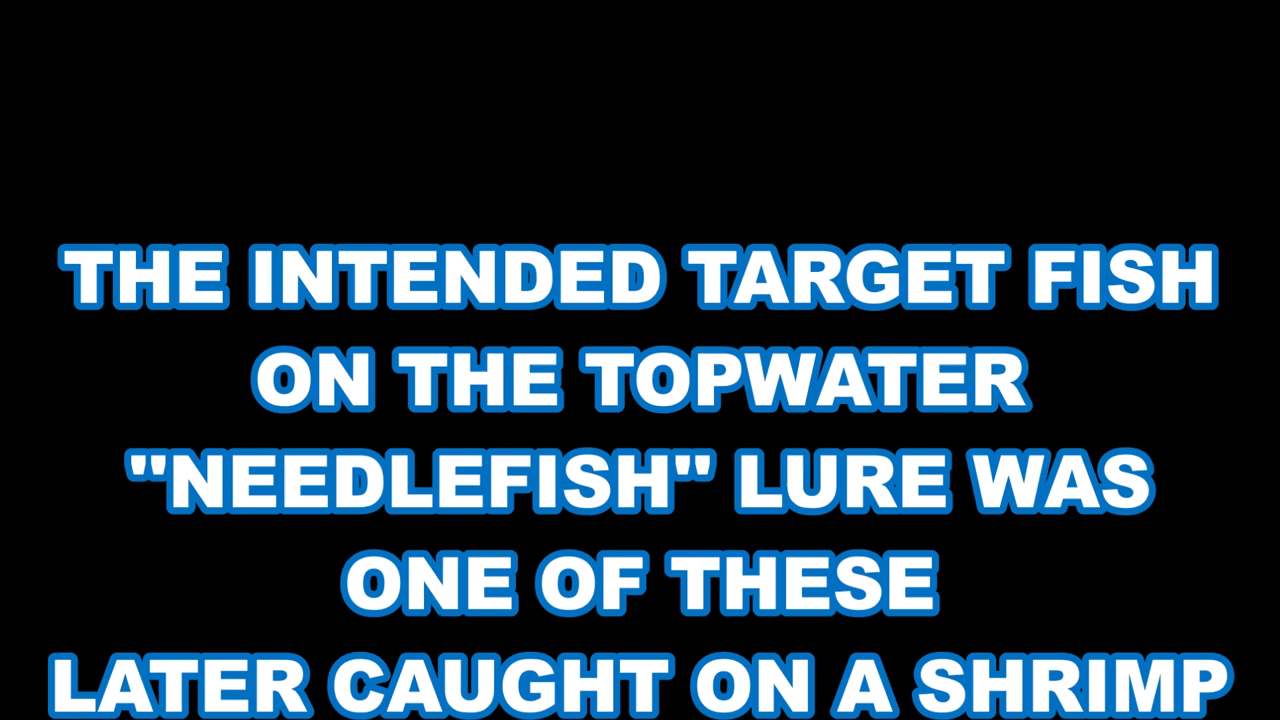 THE INTENDED TARGET FISH
ON THE TOPWATER
"NEEDLEFISH" LURE WAS
ONE OF THESE
LATER CAUGHT ON A SHRIMP